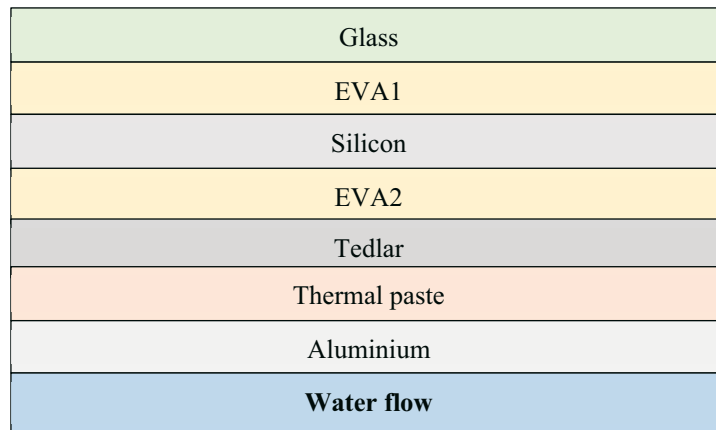 Glass
EVA1
Silicon
EVA2
Tedlar
Thermal paste
Aluminium
Water flow